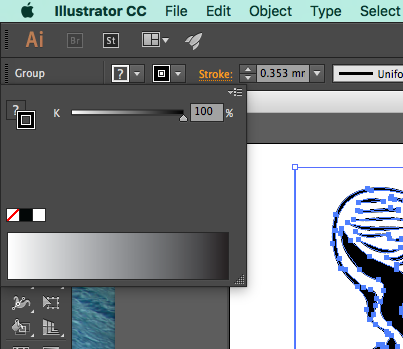 Illustrator CC File Edit Object Type Select
Ai Br St
Group ? Stroke: 0.353 mr Unifo
? K 100 %